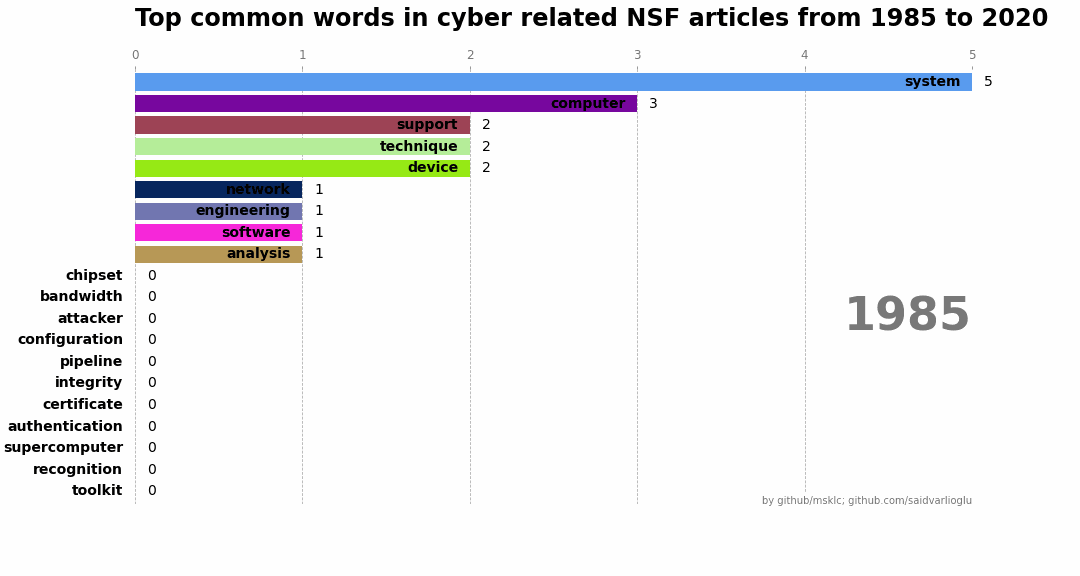 Top common words in cyber related NSF articles from 1985 to 2020
0 1 2 3 4 5
system 5
computer 3
support 2
technique 2
device 2
network 1
engineering 1
software 1
analysis 1
chipset 0
bandwidth 0
attacker 0
1985
configuration 0
pipeline 0
integrity 0
certificate 0
authentication 0
supercomputer 0
recognition 0
toolkit 0
by github/msklc; github.com/saidvarlioglu